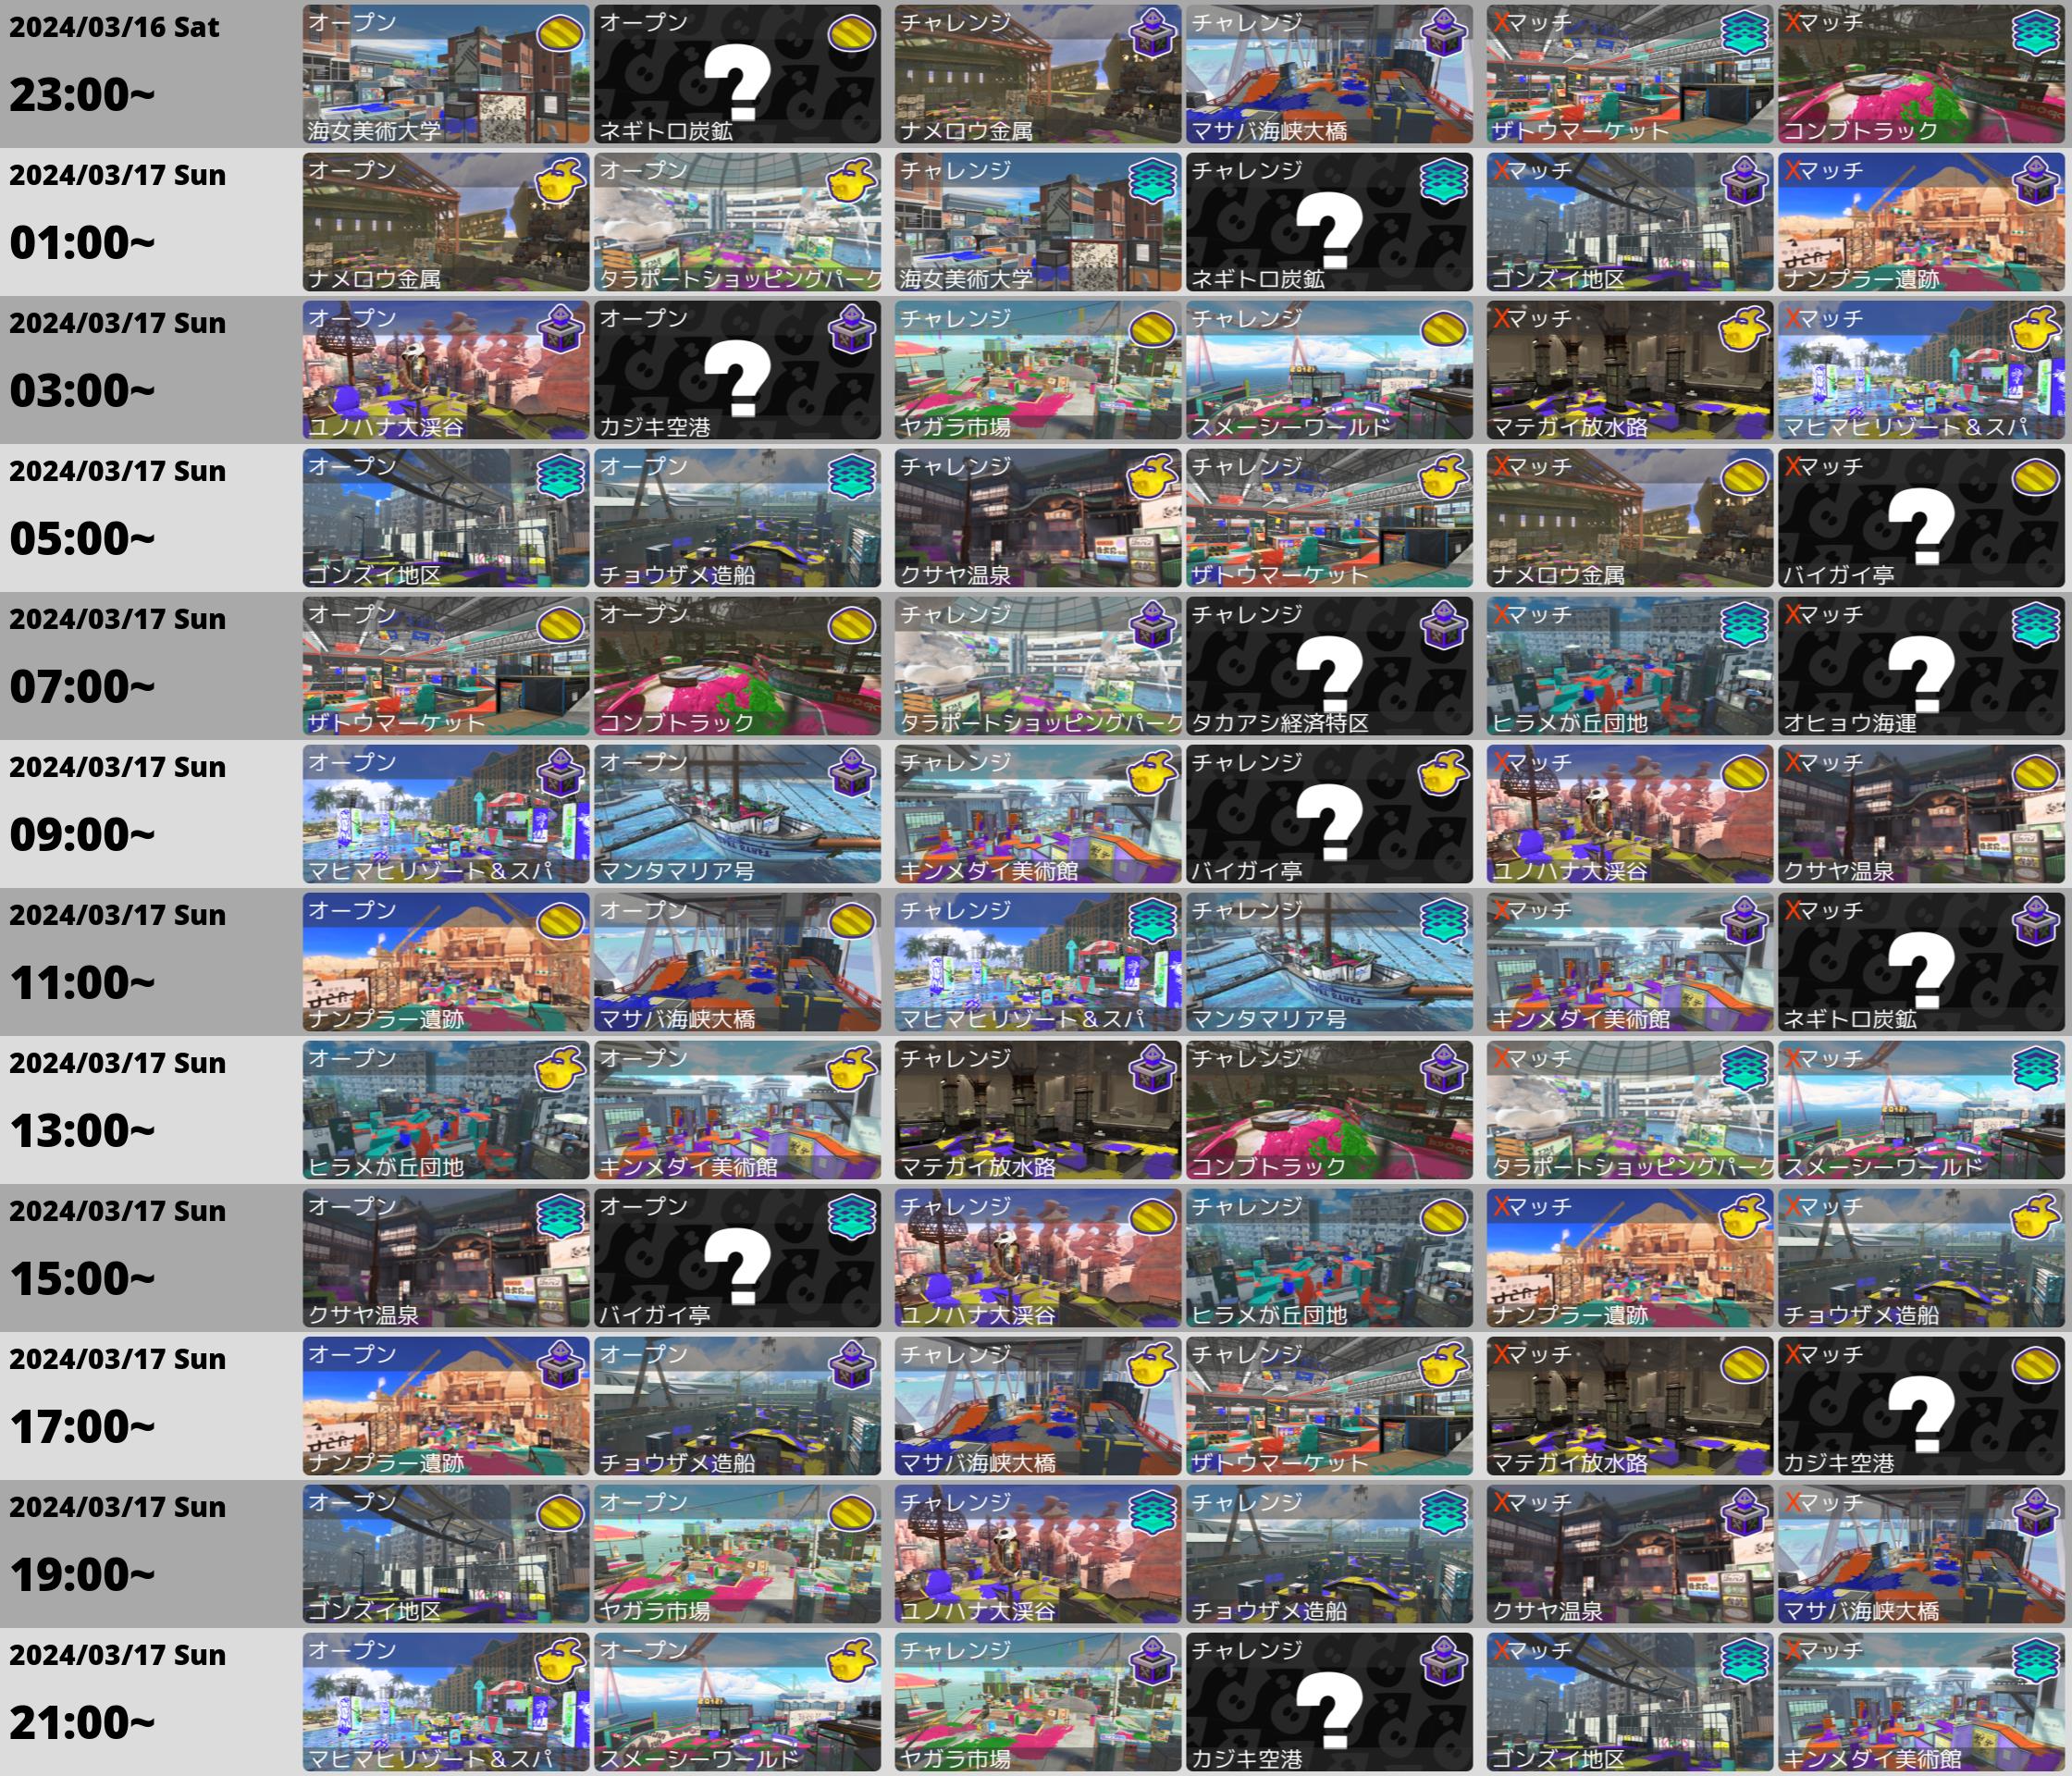 2024/03/16 Sat
23:00~
オープン
海女美術大学
オープン
ネギトロ炭鉱
チャレンジ
ナメロウ金属
チャレンジ
マサバ海峡大橋
Xマッチ
ザトウマーケット
Xマッチ
コンブトラック
2024/03/17 Sun
01:00~
オープン
ナメロウ金属
オープン
タラポートショッピングパーク
チャレンジ
海女美術大学
チャレンジ
ネギトロ炭鉱
Xマッチ
ゴンズイ地区
Xマッチ
ナンプラー遺跡
2024/03/17 Sun
03:00~
オープン
ユノハナ大渓谷
オープン
カジキ空港
チャレンジ
ヤガラ市場
チャレンジ
スメーシーワールド
Xマッチ
マテガイ放水路
Xマッチ
マヒマヒリゾート＆スパ
2024/03/17 Sun
05:00~
オープン
ゴンズイ地区
オープン
チョウザメ造船
チャレンジ
クサヤ温泉
チャレンジ
ザトウマーケット
Xマッチ
ナメロウ金属
Xマッチ
バイガイ亭
2024/03/17 Sun
07:00~
オープン
ザトウマーケット
オープン
コンブトラック
チャレンジ
タラポートショッピングパーク
チャレンジ
タカアシ経済特区
Xマッチ
ヒラメが丘団地
Xマッチ
オヒョウ海運
2024/03/17 Sun
09:00~
オープン
マヒマヒリゾート＆スパ
オープン
マンタマリア号
チャレンジ
キンメダイ美術館
チャレンジ
バイガイ亭
Xマッチ
ユノハナ大渓谷
Xマッチ
クサヤ温泉
2024/03/17 Sun
11:00~
オープン
ナンプラー遺跡
オープン
マサバ海峡大橋
チャレンジ
マヒマヒリゾート＆スパ
チャレンジ
マンタマリア号
Xマッチ
キンメダイ美術館
Xマッチ
ネギトロ炭鉱
2024/03/17 Sun
13:00~
オープン
ヒラメが丘団地
オープン
キンメダイ美術館
チャレンジ
マテガイ放水路
チャレンジ
コンブトラック
Xマッチ
タラポートショッピングパーク
Xマッチ
スメーシーワールド
2024/03/17 Sun
15:00~
オープン
クサヤ温泉
オープン
バイガイ亭
チャレンジ
ユノハナ大渓谷
チャレンジ
ヒラメが丘団地
Xマッチ
ナンプラー遺跡
Xマッチ
チョウザメ造船
2024/03/17 Sun
17:00~
オープン
ナンプラー遺跡
オープン
チョウザメ造船
チャレンジ
マサバ海峡大橋
チャレンジ
ザトウマーケット
Xマッチ
マテガイ放水路
Xマッチ
カジキ空港
2024/03/17 Sun
19:00~
オープン
ゴンズイ地区
オープン
ヤガラ市場
チャレンジ
ユノハナ大渓谷
チャレンジ
チョウザメ造船
Xマッチ
クサヤ温泉
Xマッチ
マサバ海峡大橋
2024/03/17 Sun
21:00~
オープン
マヒマヒリゾート＆スパ
オープン
スメーシーワールド
チャレンジ
ヤガラ市場
チャレンジ
カジキ空港
Xマッチ
ゴンズイ地区
Xマッチ
キンメダイ美術館